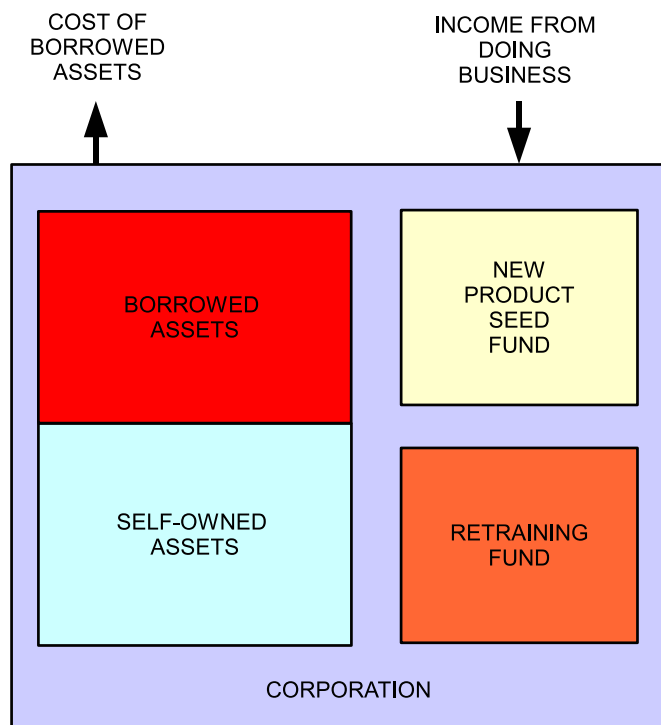 COST OF
BORROWED
ASSETS
INCOME FROM
DOING
BUSINESS
BORROWED
ASSETS
NEW
PRODUCT
SEED
FUND
SELF-OWNED
ASSETS
RETRAINING
FUND
CORPORATION